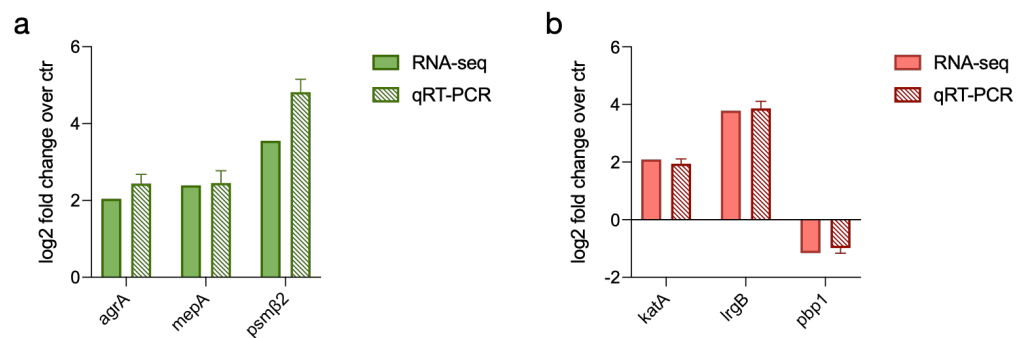 a
log2 fold change over ctr
6
4
2
0
agrA
mepA
psmβ2
RNA-seq
qRT-PCR
b
log2 fold change over ctr
6
4
2
0
-2
katA
lrgB
pbp1
RNA-seq
qRT-PCR